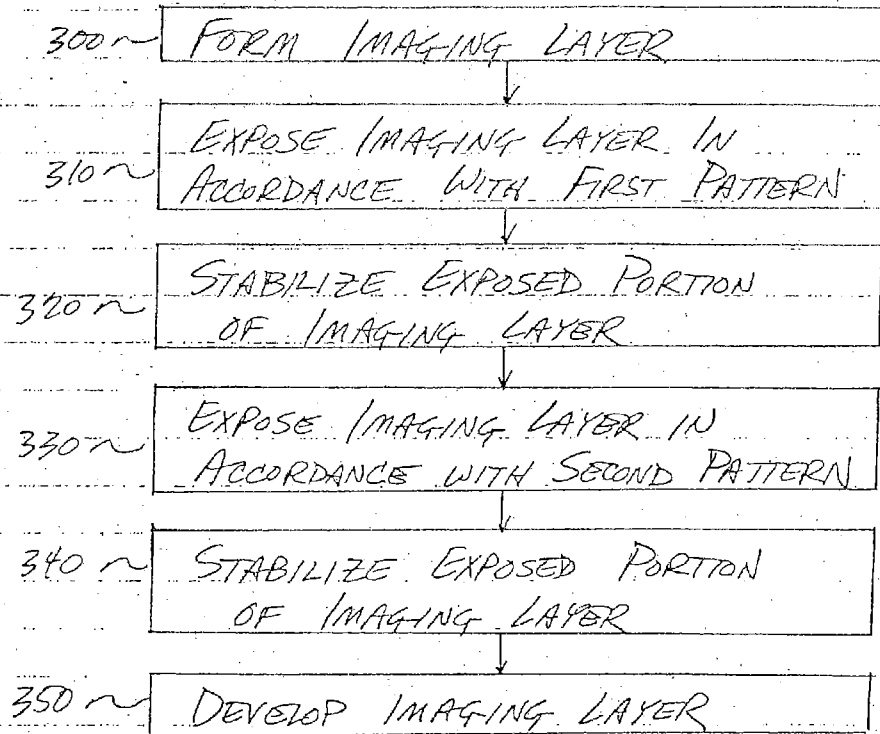 300 FORM IMAGING LAYER
310 EXPOSE IMAGING LAYER IN
ACCORDANCE WITH FIRST PATTERN
320 STABILIZE EXPOSED PORTION
OF IMAGING LAYER
330 EXPOSE IMAGING LAYER IN
ACCORDANCE WITH SECOND PATTERN
340 STABILIZE EXPOSED PORTION
OF IMAGING LAYER
350 DEVELOP IMAGING LAYER